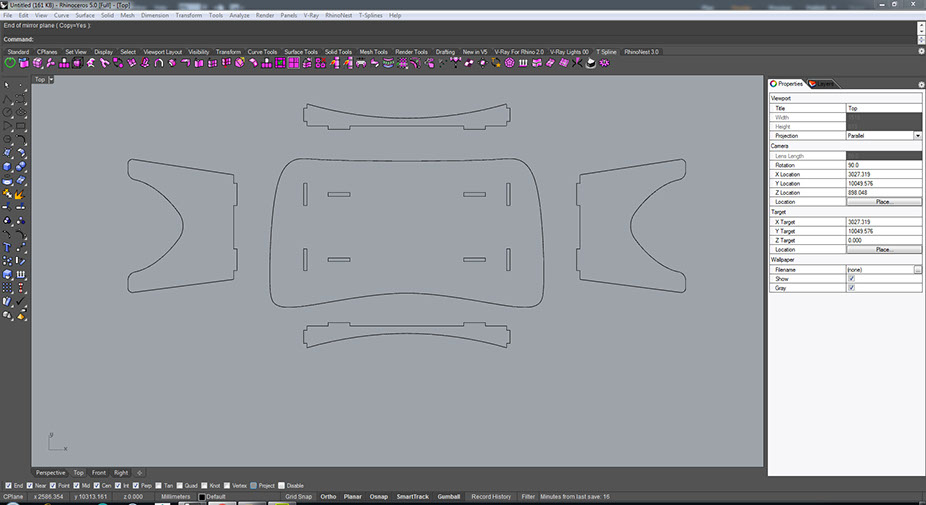 Untitled (161 KB) - Rhinoceros 5.0 [Full] - [Top]
File Edit View Curve Surface Solid Mesh Dimension Transform Tools Analyze Render Panels V-Ray RhinoNest T-Splines Help
End of mirror plane ( Copy=Yes )
Command:
Standard CPlanes Set View Display Select Viewport Layout Visibility Transform Curve Tools Surface Tools Solid Tools Mesh Tools Render Tools Drafting New in V5 V-Ray For Rhino 2.0 V-Ray Lights 00 T Spline RhinoNest 3.0
Top
Properties Layers
Viewport
Title Top
Width
Height
Projection Parallel
Camera
Lens Length
Rotation 90.0
X Location 3027.319
Y Location 10049.576
Z Location 898.048
Location Place...
Target
X Target 3027.319
Y Target 10049.576
Z Target 0.000
Location Place...
Wallpaper
Filename (none) ...
Show
Gray
y
x
Perspective Top Front Right
End Near Point Mid Cen Int Perp Tan Quad Knot Vertex Project Disable
CPlane x 2586.354 y 10313.161 z 0.000 Millimeters Default Grid Snap Ortho Planar Osnap SmartTrack Gumball Record History Filter Minutes from last save: 16